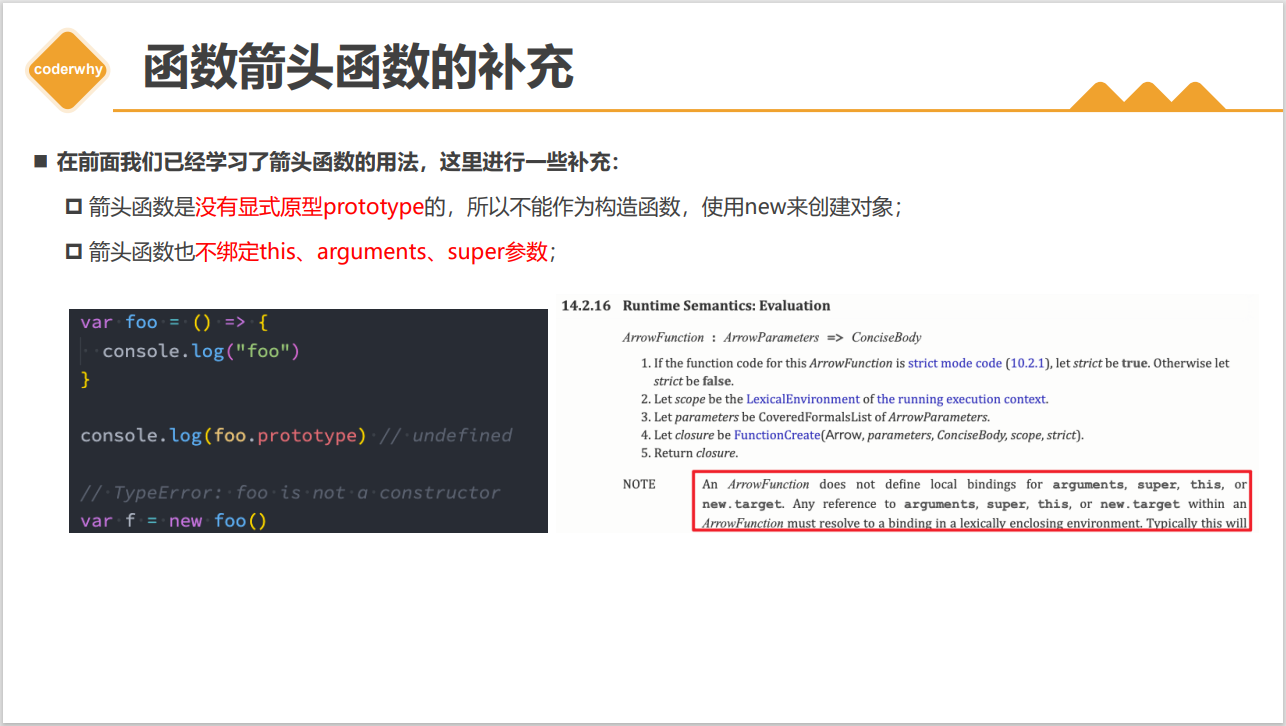 coderwhy
函数箭头函数的补充
在前面我们已经学习了箭头函数的用法，这里进行一些补充：
箭头函数是没有显式原型prototype的，所以不能作为构造函数，使用new来创建对象；
箭头函数也不绑定this、arguments、super参数；
var foo = () => {
  console.log("foo")
}
console.log(foo.prototype) // undefined
// TypeError: foo is not a constructor
var f = new foo()
14.2.16 Runtime Semantics: Evaluation
ArrowFunction : ArrowParameters => ConciseBody
1. If the function code for this ArrowFunction is strict mode code (10.2.1), let strict be true. Otherwise let
strict be false.
2. Let scope be the LexicalEnvironment of the running execution context.
3. Let parameters be CoveredFormalsList of ArrowParameters.
4. Let closure be FunctionCreate(Arrow, parameters, ConciseBody, scope, strict).
5. Return closure.
NOTE An ArrowFunction does not define local bindings for arguments, super, this, or
new.target. Any reference to arguments, super, this, or new.target within an
ArrowFunction must resolve to a binding in a lexically enclosing environment. Typically this will